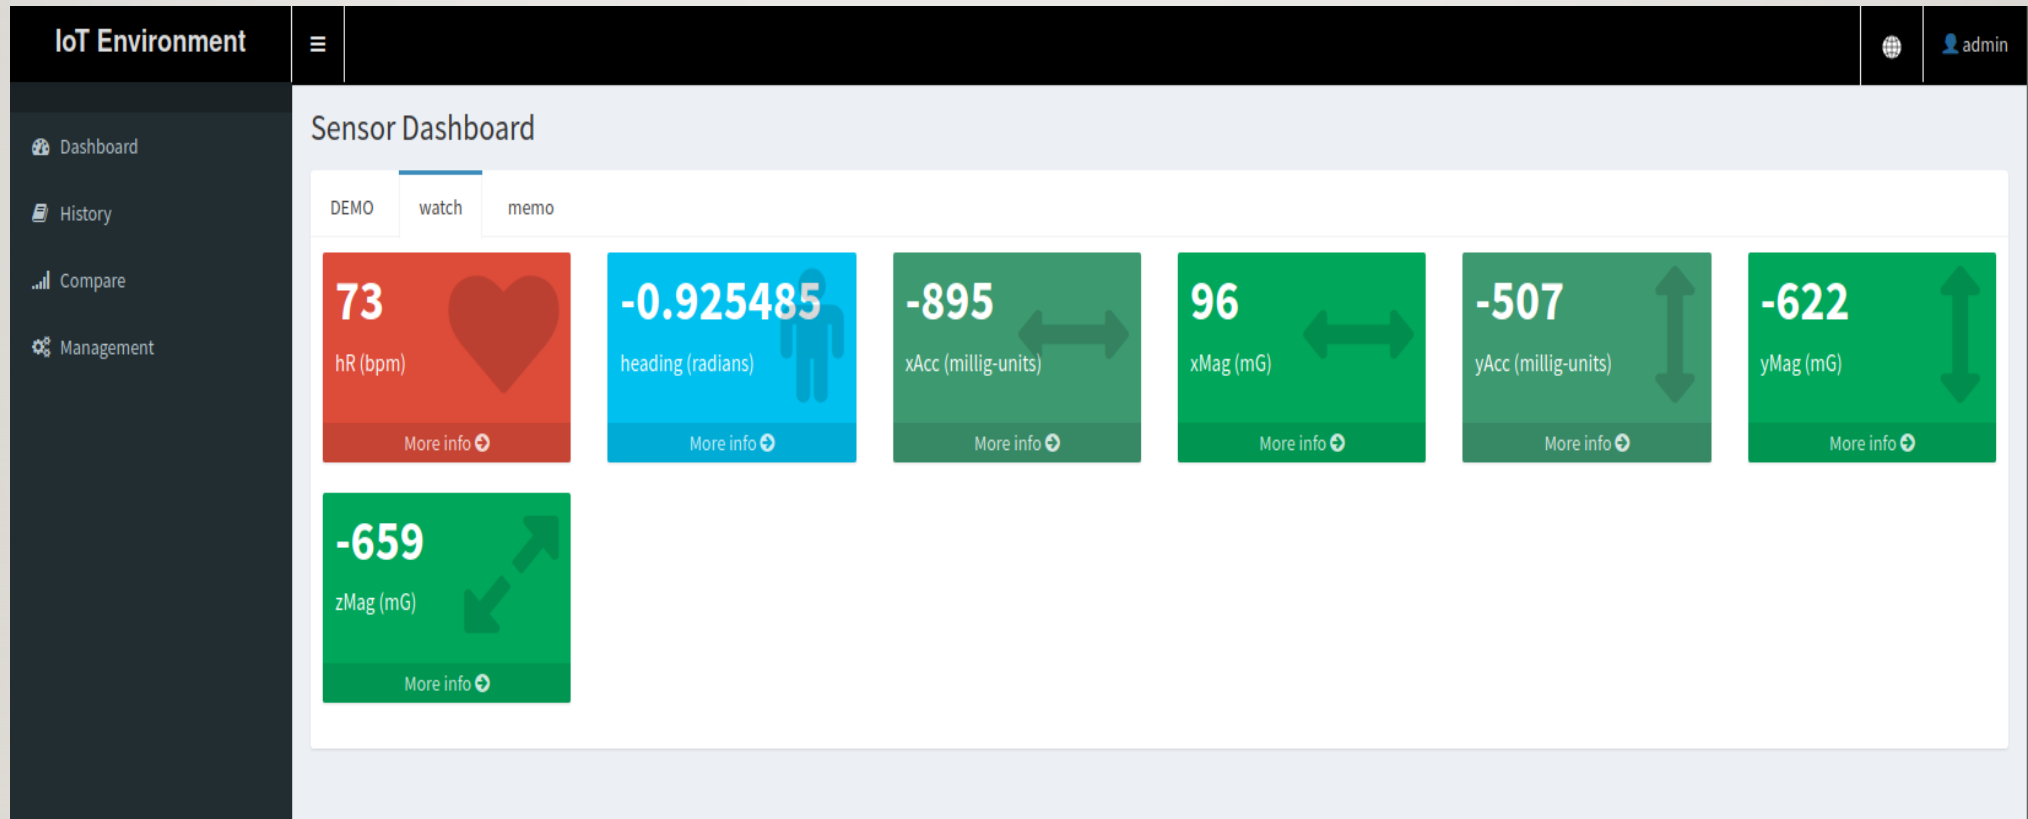 IoT Environment
admin
Dashboard
History
Compare
Management
Sensor Dashboard
DEMO watch memo
73
hR (bpm)
More info
-0.925485
heading (radians)
More info
-895
xAcc (millig-units)
More info
96
xMag (mG)
More info
-507
yAcc (millig-units)
More info
-622
yMag (mG)
More info
-659
zMag (mG)
More info